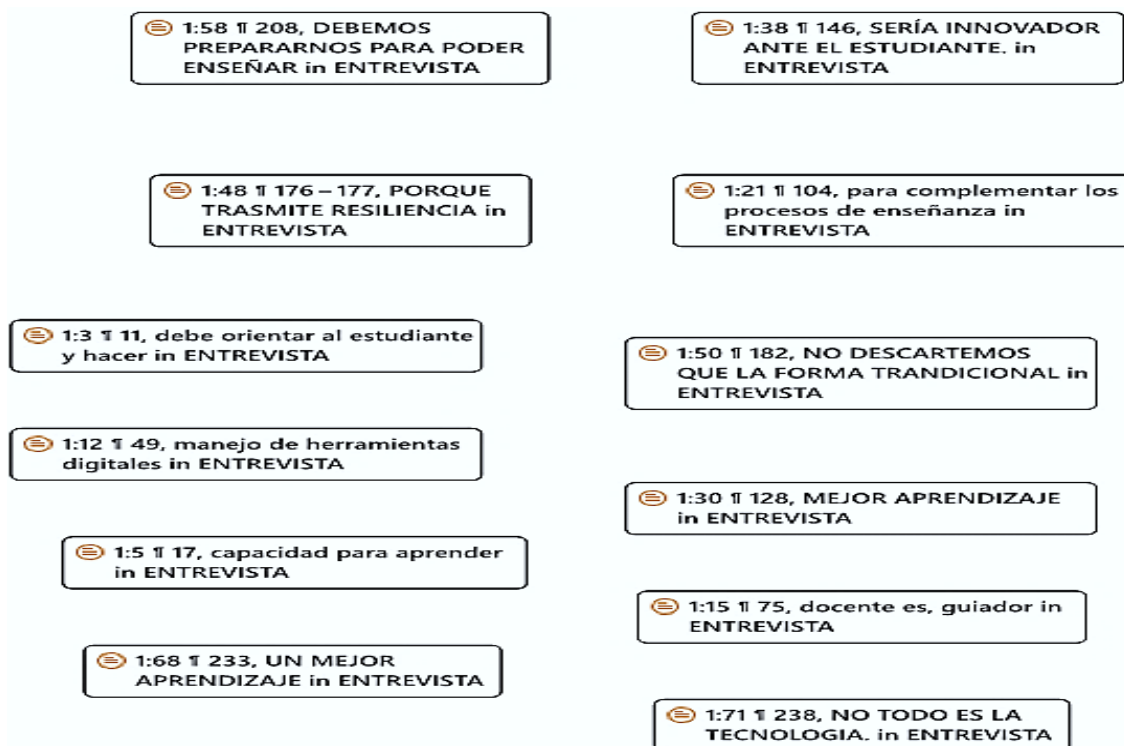 1:58 ¶ 208, DEBEMOS
PREPARARNOS PARA PODER
ENSEÑAR in ENTREVISTA
1:38 ¶ 146, SERÍA INNOVADOR
ANTE EL ESTUDIANTE. in
ENTREVISTA
1:48 ¶ 176 – 177, PORQUE
TRASMITE RESILIENCIA in
ENTREVISTA
1:21 ¶ 104, para complementar los
procesos de enseñanza in
ENTREVISTA
1:3 ¶ 11, debe orientar al estudiante
y hacer in ENTREVISTA
1:50 ¶ 182, NO DESCARTEMOS
QUE LA FORMA TRANDICIONAL in
ENTREVISTA
1:12 ¶ 49, manejo de herramientas
digitales in ENTREVISTA
1:30 ¶ 128, MEJOR APRENDIZAJE
in ENTREVISTA
1:5 ¶ 17, capacidad para aprender
in ENTREVISTA
1:15 ¶ 75, docente es, guiador in
ENTREVISTA
1:68 ¶ 233, UN MEJOR
APRENDIZAJE in ENTREVISTA
1:71 ¶ 238, NO TODO ES LA
TECNOLOGIA. in ENTREVISTA